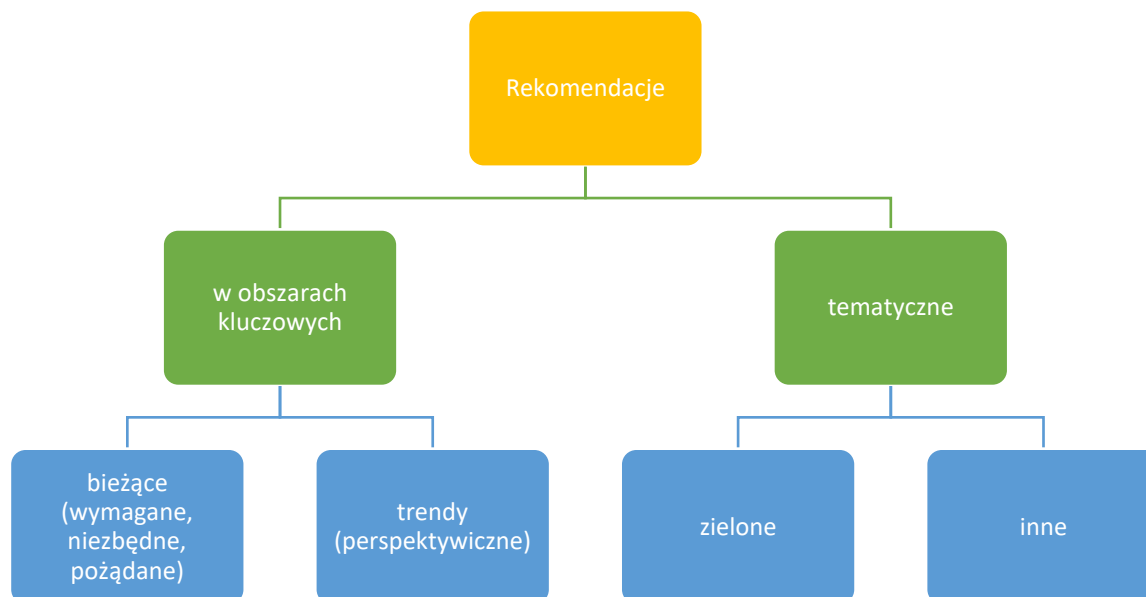 Rekomendacje
w obszarach
kluczowych
tematyczne
bieżące
(wymagane,
niezbędne,
pożądane)
trendy
(perspektywiczne)
zielone
inne